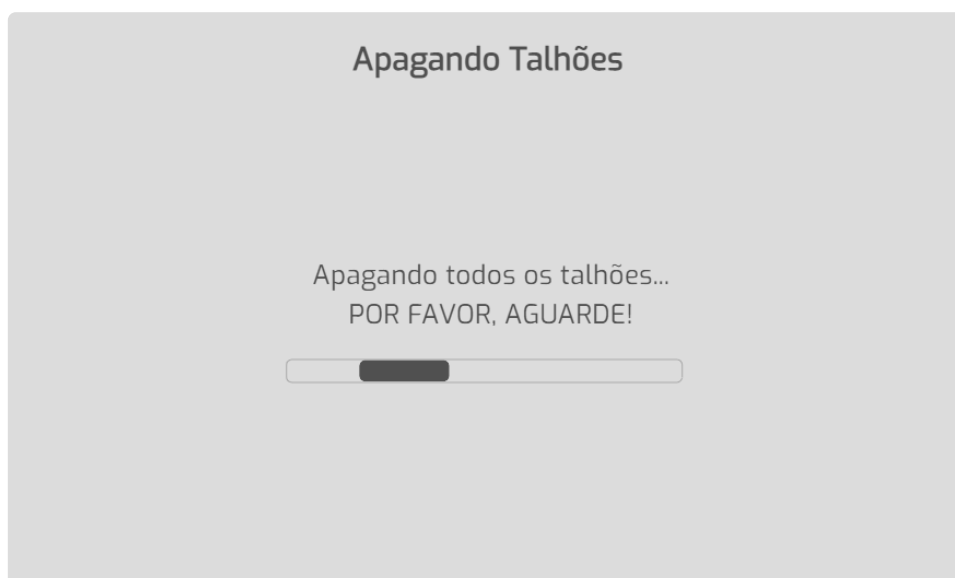 Apagando Talhões
Apagando todos os talhões...
POR FAVOR, AGUARDE!